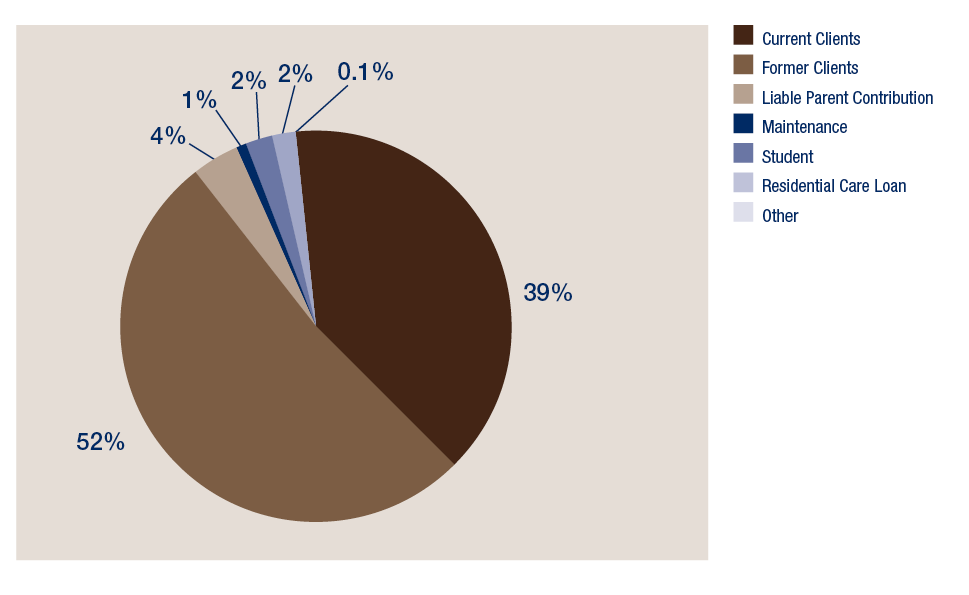 4%
1%
2%
2%
0.1%
39%
52%
Current Clients
Former Clients
Liable Parent Contribution
Maintenance
Student
Residential Care Loan
Other